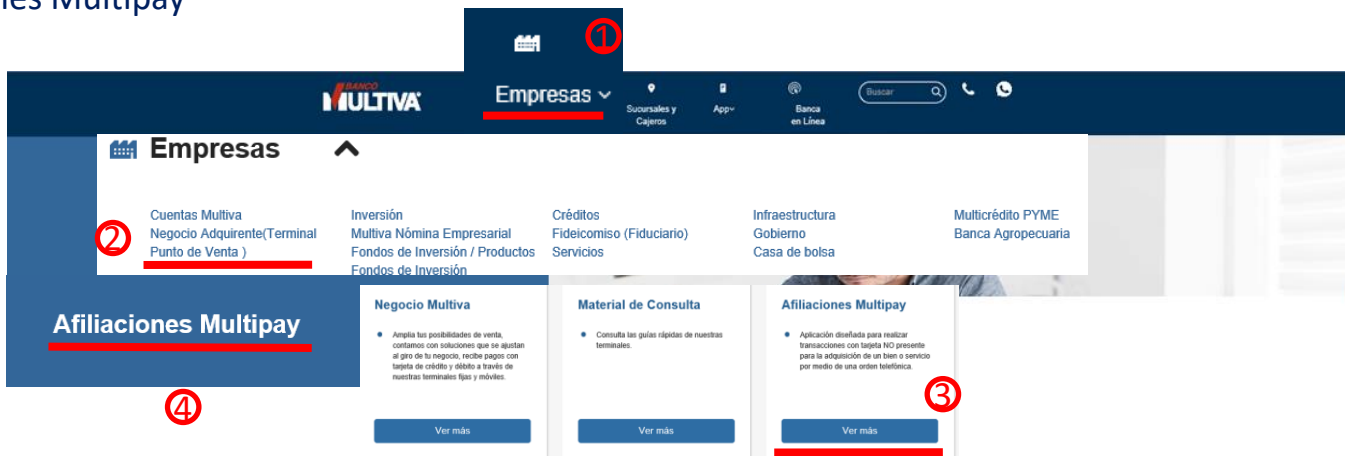 nes Multipay
①
BANCO
MULTIVA
Empresas
Sucursales y
Cajeros
App
Banca
en Línea
Buscar
Empresas
Cuentas Multiva
②
Negocio Adquirente(Terminal
Punto de Venta )
Inversión
Multiva Nómina Empresarial
Fondos de Inversión / Productos
Fondos de Inversión
Créditos
Fideicomiso (Fiduciario)
Servicios
Infraestructura
Gobierno
Casa de bolsa
Multicrédito PYME
Banca Agropecuaria
Afiliaciones Multipay
④
Negocio Multiva
Amplia tus posibilidades de venta,
contamos con soluciones que se ajustan
al giro de tu negocio, recibe pagos con
tarjeta de crédito y débito a través de
nuestras terminales fijas y móviles.
Ver más
Material de Consulta
Consulta las guías rápidas de nuestras
terminales.
Ver más
Afiliaciones Multipay
Aplicación diseñada para realizar
transacciones con tarjeta NO presente
para la adquisición de un bien o servicio
por medio de una orden telefónica.
③
Ver más